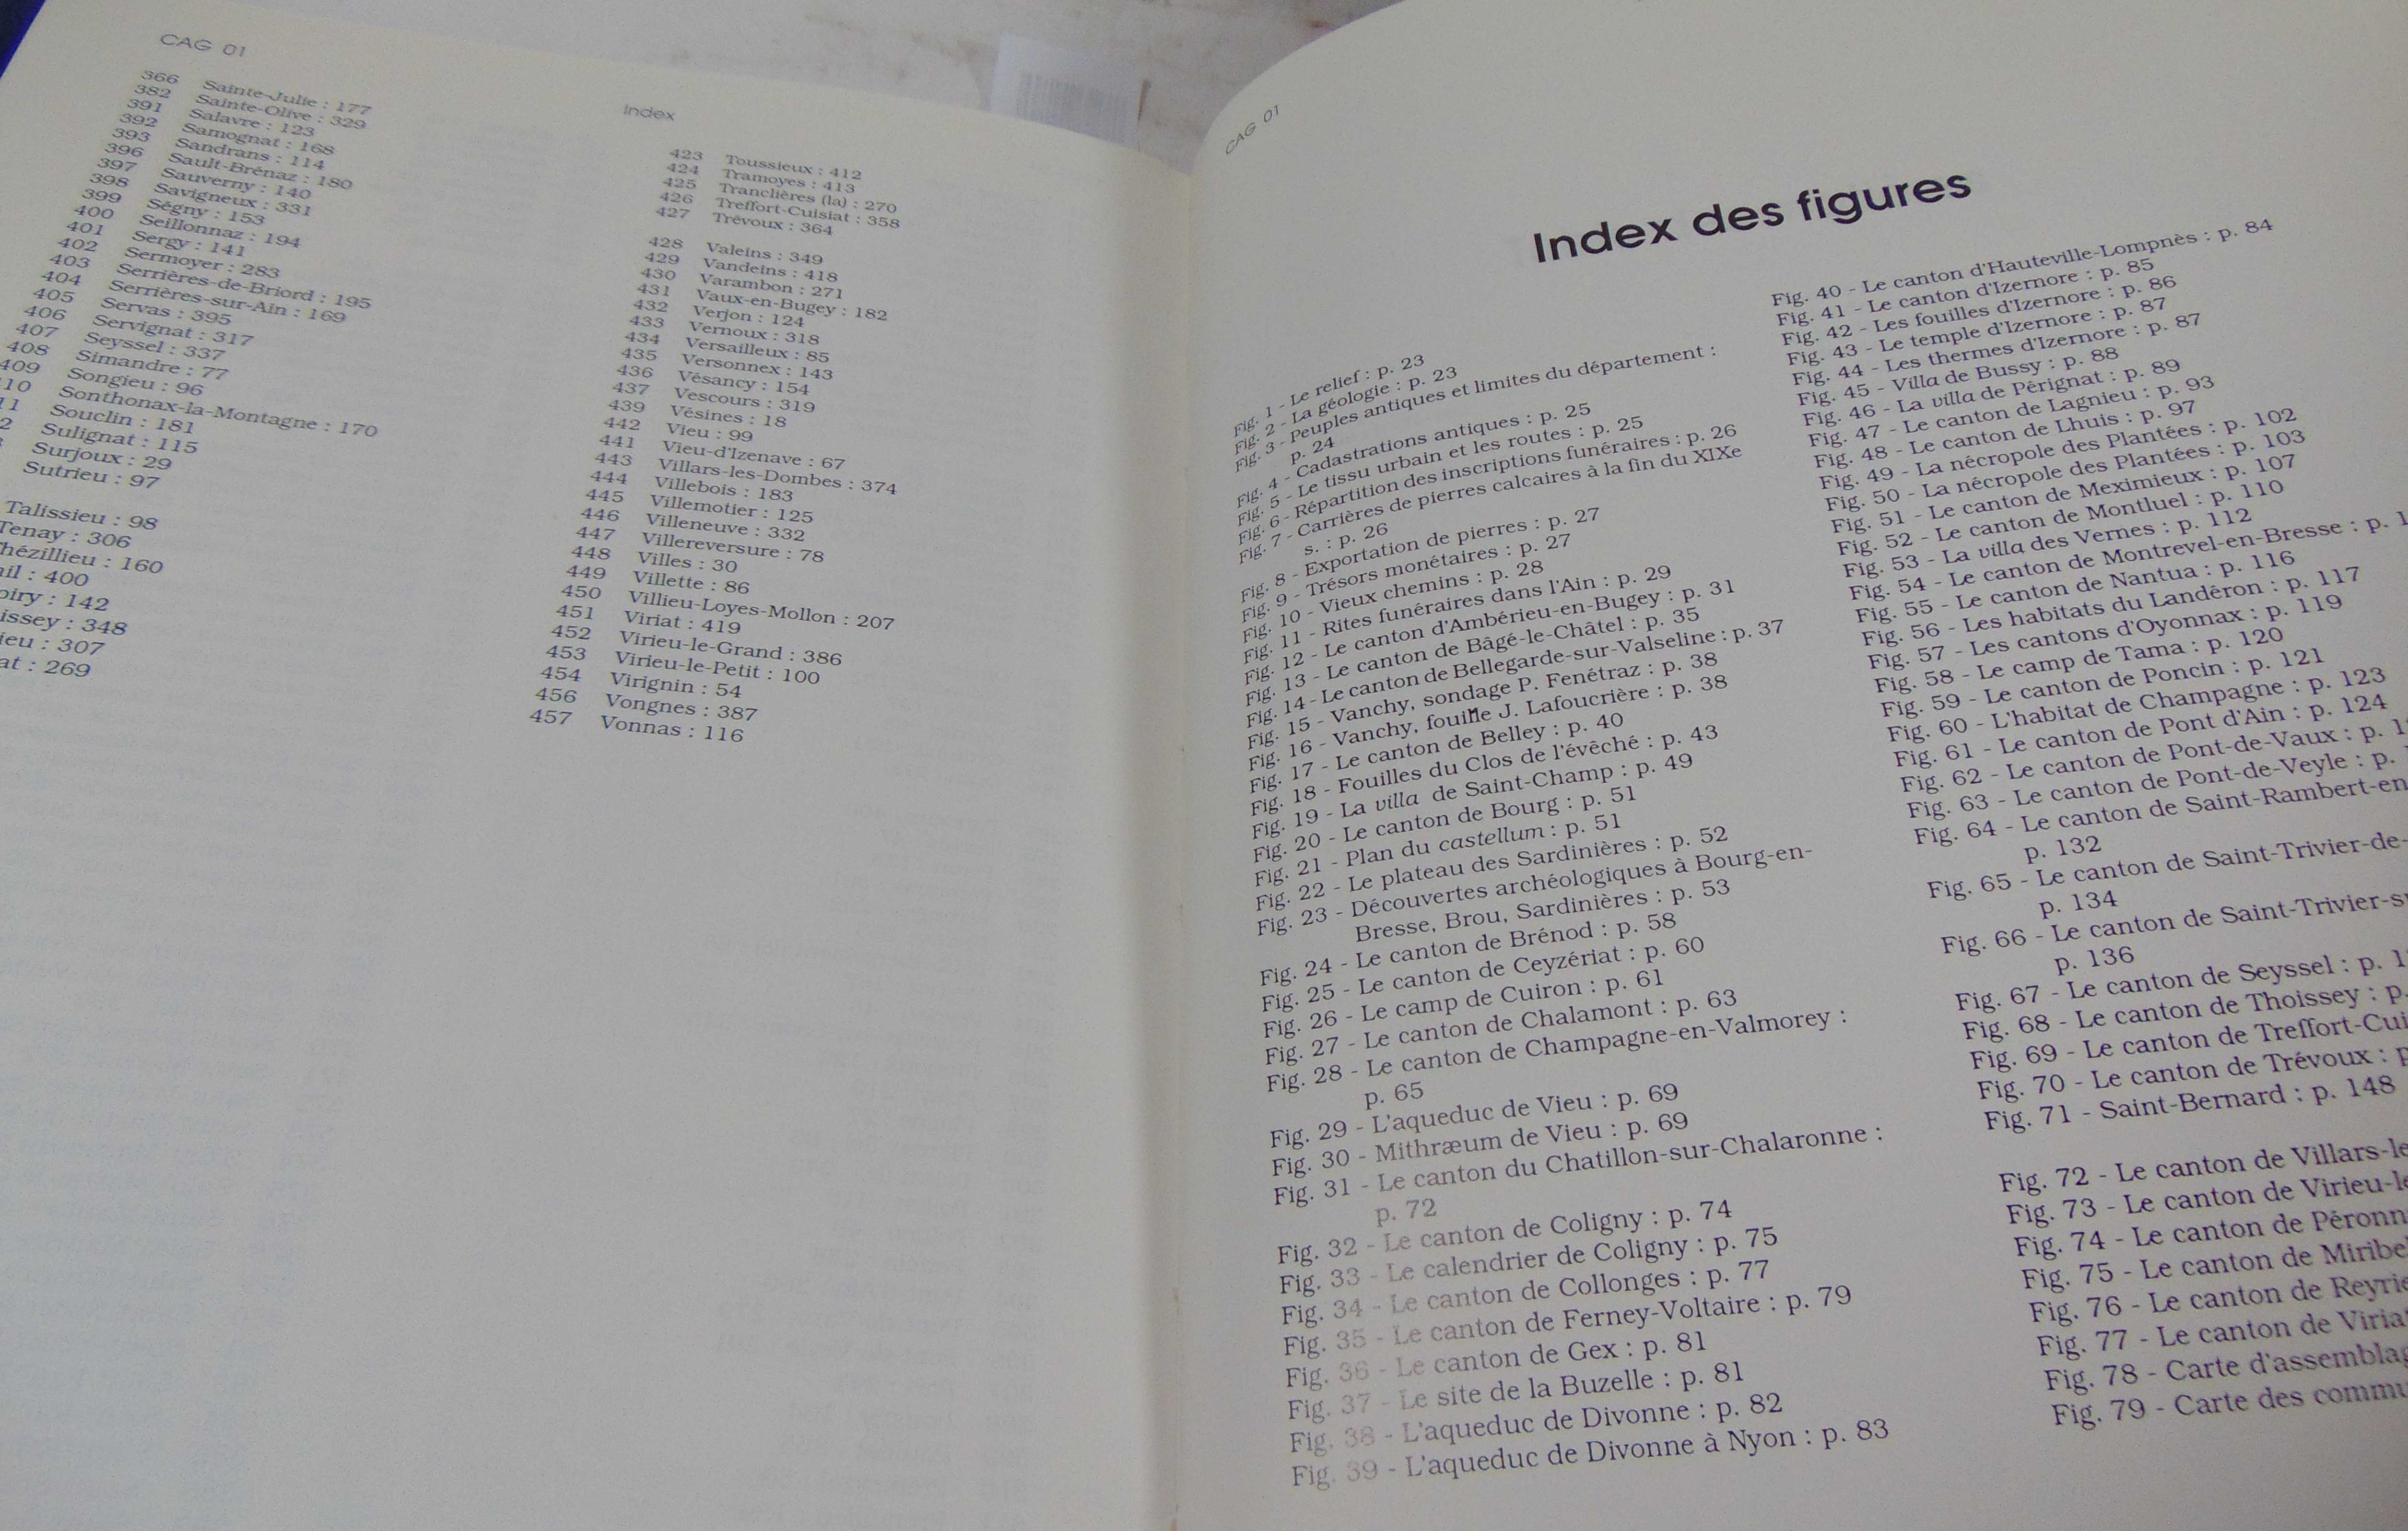 CAG 01
366 Sainte-Julie : 177
382 Sainte-Olive : 329
391 Salavre : 123
392 Samognat : 168
393 Sandrans : 114
396 Sault-Brénaz : 180
397 Sauverny : 140
398 Savigneux : 331
399 Ségny : 153
400 Seillonnaz : 194
401 Sergy : 141
402 Sermoyer : 283
403 Serrières-de-Briord : 195
404 Serrières-sur-Ain : 169
405 Servas : 395
406 Servignat : 317
407 Seyssel : 337
408 Simandre : 77
409 Songieu : 96
10 Sonthonax-la-Montagne : 170
11 Souclin : 181
2 Sulignat : 115
Surjoux : 29
Sutrieu : 97
Talissieu : 98
Tenay : 306
hézillieu : 160
il : 400
oiry : 142
issey : 348
ieu : 307
at : 269
Index
423 Toussieux : 412
424 Tramoyes : 413
425 Tranclières (la) : 270
426 Treffort-Cuisiat : 358
427 Trévoux : 364
428 Valeins : 349
429 Vandeins : 418
430 Varambon : 271
431 Vaux-en-Bugey : 182
432 Verjon : 124
433 Vernoux : 318
434 Versailleux : 85
435 Versonnex : 143
436 Vésancy : 154
437 Vescours : 319
439 Vésines : 18
442 Vieu : 99
441 Vieu-d'Izenave : 67
443 Villars-les-Dombes : 374
444 Villebois : 183
445 Villemotier : 125
446 Villeneuve : 332
447 Villereversure : 78
448 Villes : 30
449 Villette : 86
450 Villieu-Loyes-Mollon : 207
451 Viriat : 419
452 Virieu-le-Grand : 386
453 Virieu-le-Petit : 100
454 Virignin : 54
456 Vongnes : 387
457 Vonnas : 116
CAG 01
Index des figures
Fig. 1 - Le relief : p. 23
Fig. 2 - La géologie : p. 23
Fig. 3 - Peuples antiques et limites du département :
p. 24
Fig. 4 - Cadastrations antiques : p. 25
Fig. 5 - Le tissu urbain et les routes : p. 25
Fig. 6 - Répartition des inscriptions funéraires : p. 26
Fig. 7 - Carrières de pierres calcaires à la fin du XIXe
s. : p. 26
Fig. 8 - Exportation de pierres : p. 27
Fig. 9 - Trésors monétaires : p. 27
Fig. 10 - Vieux chemins : p. 28
Fig. 11 - Rites funéraires dans l'Ain : p. 29
Fig. 12 - Le canton d'Ambérieu-en-Bugey : p. 31
Fig. 13 - Le canton de Bâgé-le-Châtel : p. 35
Fig. 14 - Le canton de Bellegarde-sur-Valseline : p. 37
Fig. 15 - Vanchy, sondage P. Fenétraz : p. 38
Fig. 16 - Vanchy, fouille J. Lafoucrière : p. 38
Fig. 17 - Le canton de Belley : p. 40
Fig. 18 - Fouilles du Clos de l'évêché : p. 43
Fig. 19 - La villa de Saint-Champ : p. 49
Fig. 20 - Le canton de Bourg : p. 51
Fig. 21 - Plan du castellum : p. 51
Fig. 22 - Le plateau des Sardinières : p. 52
Fig. 23 - Découvertes archéologiques à Bourg-en-
Bresse, Brou, Sardinières : p. 53
Fig. 24 - Le canton de Brénod : p. 58
Fig. 25 - Le canton de Ceyzériat : p. 60
Fig. 26 - Le camp de Cuiron : p. 61
Fig. 27 - Le canton de Chalamont : p. 63
Fig. 28 - Le canton de Champagne-en-Valmorey :
p. 65
Fig. 29 - L'aqueduc de Vieu : p. 69
Fig. 30 - Mithræum de Vieu : p. 69
Fig. 31 - Le canton du Chatillon-sur-Chalaronne :
p. 72
Fig. 32 - Le canton de Coligny : p. 74
Fig. 33 - Le calendrier de Coligny : p. 75
Fig. 34 - Le canton de Collonges : p. 77
Fig. 35 - Le canton de Ferney-Voltaire : p. 79
Fig. 36 - Le canton de Gex : p. 81
Fig. 37 - Le site de la Buzelle : p. 81
Fig. 38 - L'aqueduc de Divonne : p. 82
Fig. 39 - L'aqueduc de Divonne à Nyon : p. 83
Fig. 40 - Le canton d'Hauteville-Lompnès : p. 84
Fig. 41 - Le canton d'Izernore : p. 85
Fig. 42 - Les fouilles d'Izernore : p. 86
Fig. 43 - Le temple d'Izernore : p. 87
Fig. 44 - Les thermes d'Izernore : p. 87
Fig. 45 - Villa de Bussy : p. 88
Fig. 46 - La villa de Pérignat : p. 89
Fig. 47 - Le canton de Lagnieu : p. 93
Fig. 48 - Le canton de Lhuis : p. 97
Fig. 49 - La nécropole des Plantées : p. 102
Fig. 50 - La nécropole des Plantées : p. 103
Fig. 51 - Le canton de Meximieux : p. 107
Fig. 52 - Le canton de Montluel : p. 110
Fig. 53 - La villa des Vernes : p. 112
Fig. 54 - Le canton de Montrevel-en-Bresse : p. 1
Fig. 55 - Le canton de Nantua : p. 116
Fig. 56 - Les habitats du Landéron : p. 117
Fig. 57 - Les cantons d'Oyonnax : p. 119
Fig. 58 - Le camp de Tama : p. 120
Fig. 59 - Le canton de Poncin : p. 121
Fig. 60 - L'habitat de Champagne : p. 123
Fig. 61 - Le canton de Pont d'Ain : p. 124
Fig. 62 - Le canton de Pont-de-Vaux : p. 1
Fig. 63 - Le canton de Pont-de-Veyle : p.
Fig. 64 - Le canton de Saint-Rambert-en
p. 132
Fig. 65 - Le canton de Saint-Trivier-de-
p. 134
Fig. 66 - Le canton de Saint-Trivier-s
p. 136
Fig. 67 - Le canton de Seyssel : p. 1
Fig. 68 - Le canton de Thoissey : p.
Fig. 69 - Le canton de Treffort-Cui
Fig. 70 - Le canton de Trévoux : p
Fig. 71 - Saint-Bernard : p. 148
Fig. 72 - Le canton de Villars-le
Fig. 73 - Le canton de Virieu-le
Fig. 74 - Le canton de Péronn
Fig. 75 - Le canton de Miribel
Fig. 76 - Le canton de Reyrie
Fig. 77 - Le canton de Viriat
Fig. 78 - Carte d'assemblag
Fig. 79 - Carte des commu